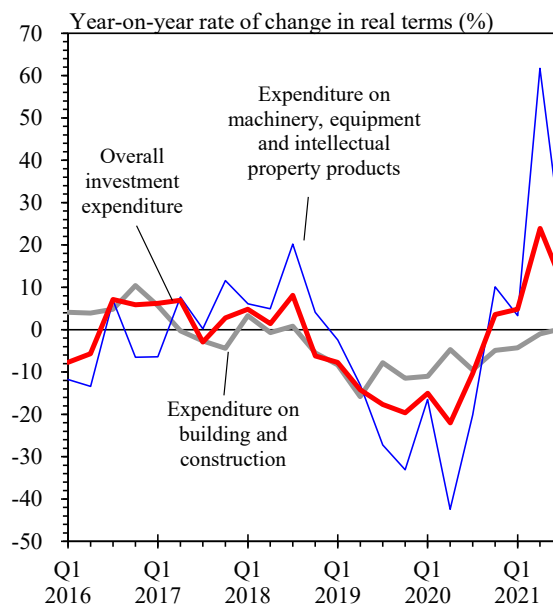 Year-on-year rate of change in real terms (%)
70
60
50
40
30
20
10
0
-10
-20
-30
-40
-50
Expenditure on
machinery, equipment
and intellectual
property products
Overall
investment
expenditure
Expenditure on
building and
construction
Q1 Q1 Q1 Q1 Q1 Q1
2016 2017 2018 2019 2020 2021